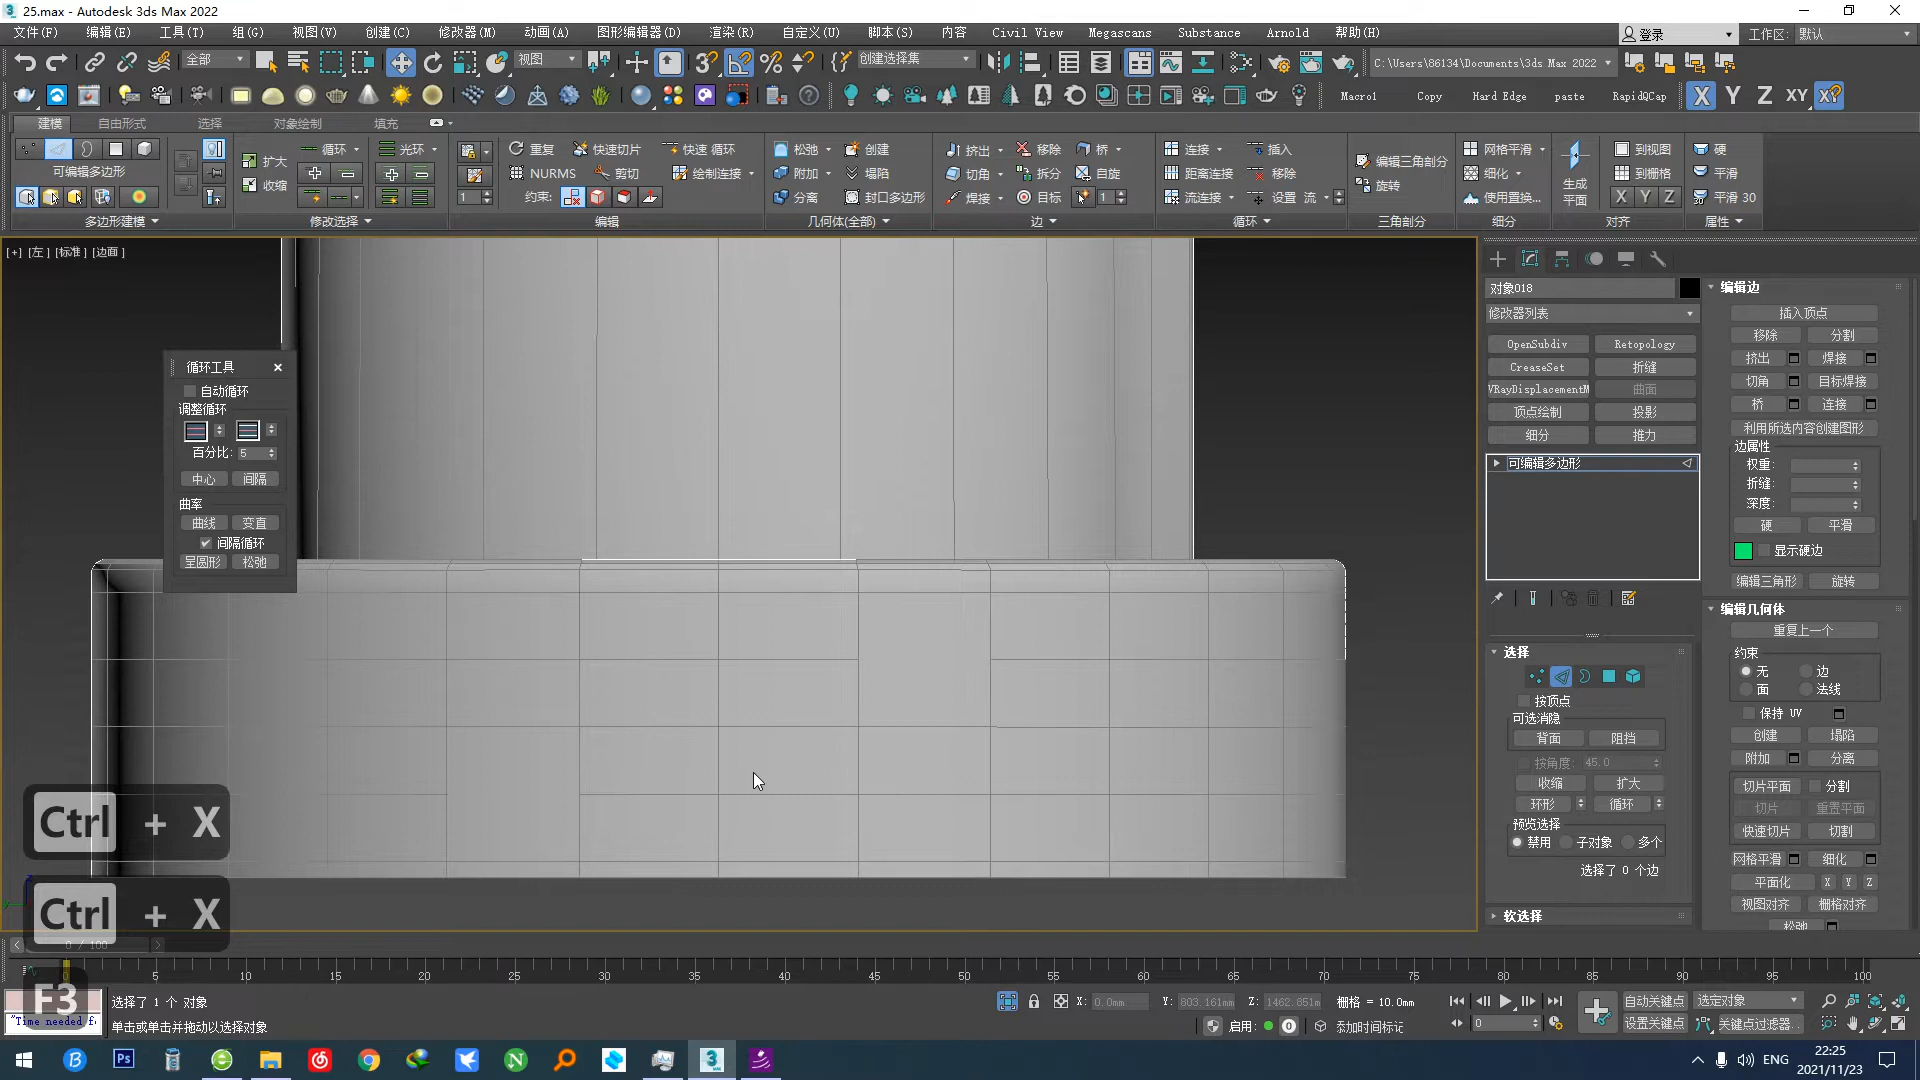 25.max - Autodesk 3ds Max 2022
文件(F) 编辑(E) 工具(T) 组(G) 视图(V) 创建(C) 修改器(M) 动画(A) 图形编辑器(D) 渲染(R) 自定义(U) 脚本(S) 内容 Civil View Megascans Substance Arnold 帮助(H) 登录 工作区: 默认
全部 视图 创建选择集 C:\Users\86134\Documents\3ds Max 2022
Macro1 Copy Hard Edge paste RapidQCap X Y Z XY XY
建模 自由形式 选择 对象绘制 填充
扩大 循环 光环 重复 快速切片 快速 循环 松弛 创建 挤出 移除 桥 连接 插入 编辑三角剖分 网格平滑 生成平面 到视图 硬
可编辑多边形 收缩 NURMS 剪切 绘制连接 附加 塌陷 切角 拆分 自旋 距离连接 移除 旋转 细化 到栅格 平滑
1 约束: 分离 封口多边形 焊接 目标 1 流连接 设置 流 使用置换... X Y Z 平滑 30
多边形建模 修改选择 编辑 几何体(全部) 边 循环 三角剖分 细分 对齐 属性
[+] [左] [标准] [边面]
循环工具
自动循环
调整循环
百分比: 5
中心 间隔
曲率
曲线 变直
间隔循环
呈圆形 松弛
Ctrl + X
Ctrl + X
F3
对象018
修改器列表
OpenSubdiv Retopology
CreaseSet 折缝
VRayDisplacementM 曲面
顶点绘制 投影
细分 推力
可编辑多边形
选择
按顶点
可选消隐
背面 阻挡
按角度: 45.0
收缩 扩大
环形 循环
预览选择
禁用 子对象 多个
选择了 0 个边
软选择
编辑边
插入顶点
移除 分割
挤出 焊接
切角 目标焊接
桥 连接
利用所选内容创建图形
边属性
权重:
折缝:
深度:
硬 平滑
显示硬边
编辑三角形 旋转
编辑几何体
重复上一个
约束
无 边
面 法线
保持 UV
创建 塌陷
附加 分离
切片平面 分割
切片 重置平面
快速切片 切割
网格平滑 细化
平面化 X Y Z
视图对齐 栅格对齐
松弛
0 / 100
0 5 10 15 20 25 30 35 40 45 50 55 60 65 70 75 80 85 90 95 100
选择了 1 个 对象 X: 0.0mm Y: 803.161mm Z: 1462.851m 栅格 = 10.0mm 自动关键点 选定对象
"Time needed f 单击或单击并拖动以选择对象 启用: 添加时间标记 0 设置关键点 关键点过滤器...
ENG 22:25
2021/11/23